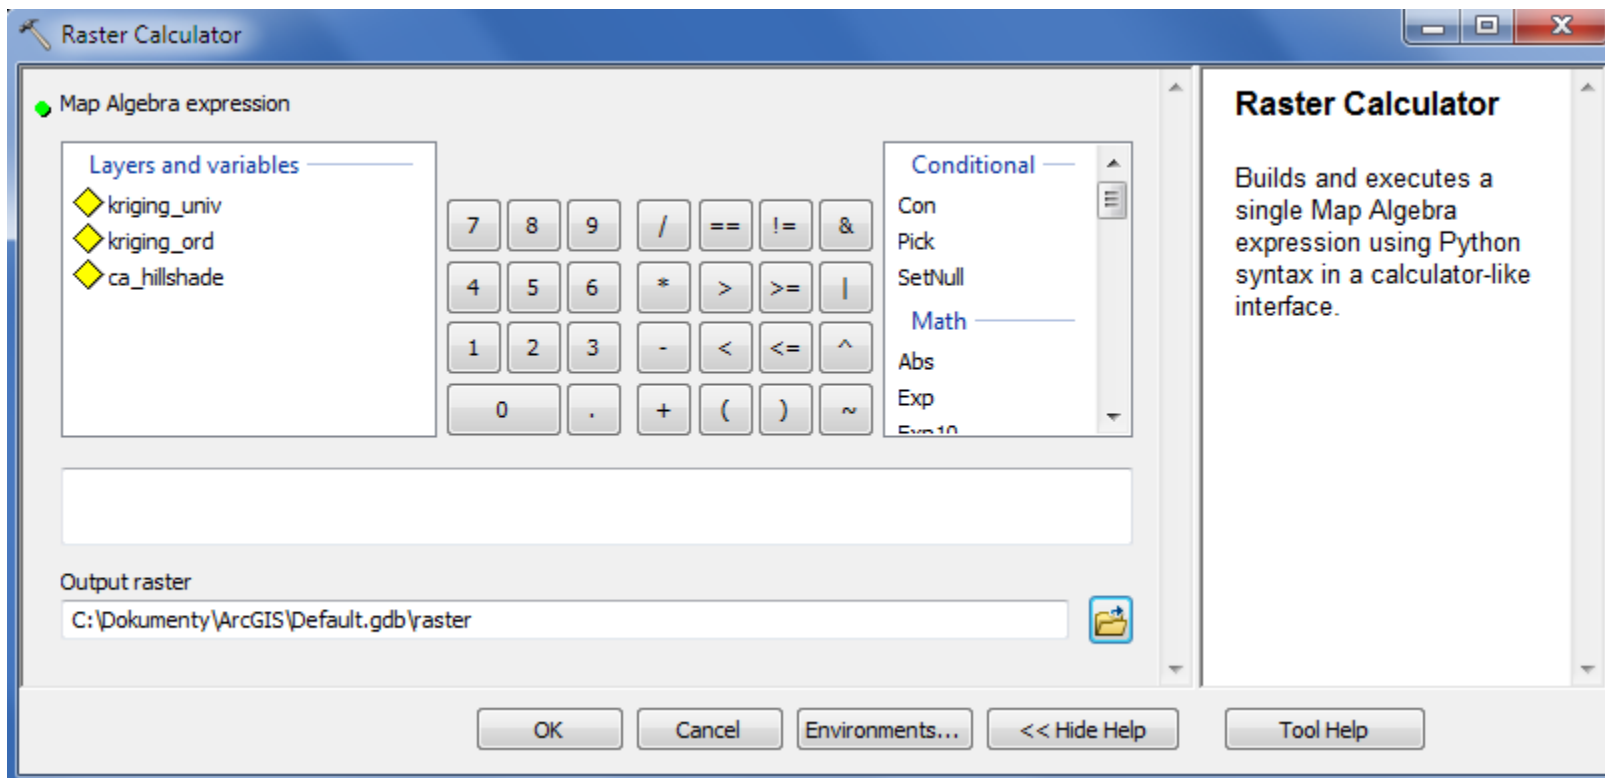 Raster Calculator
Map Algebra expression
Layers and variables
kriging_univ
kriging_ord
ca_hillshade
7 8 9 / == != &
4 5 6 * > >= |
1 2 3 - < <= ^
0 . + ( ) ~
Conditional
Con
Pick
SetNull
Math
Abs
Exp
Exp10
Output raster
C:\Dokumenty\ArcGIS\Default.gdb\raster
OK Cancel Environments... << Hide Help Tool Help
Raster Calculator
Builds and executes a
single Map Algebra
expression using Python
syntax in a calculator-like
interface.